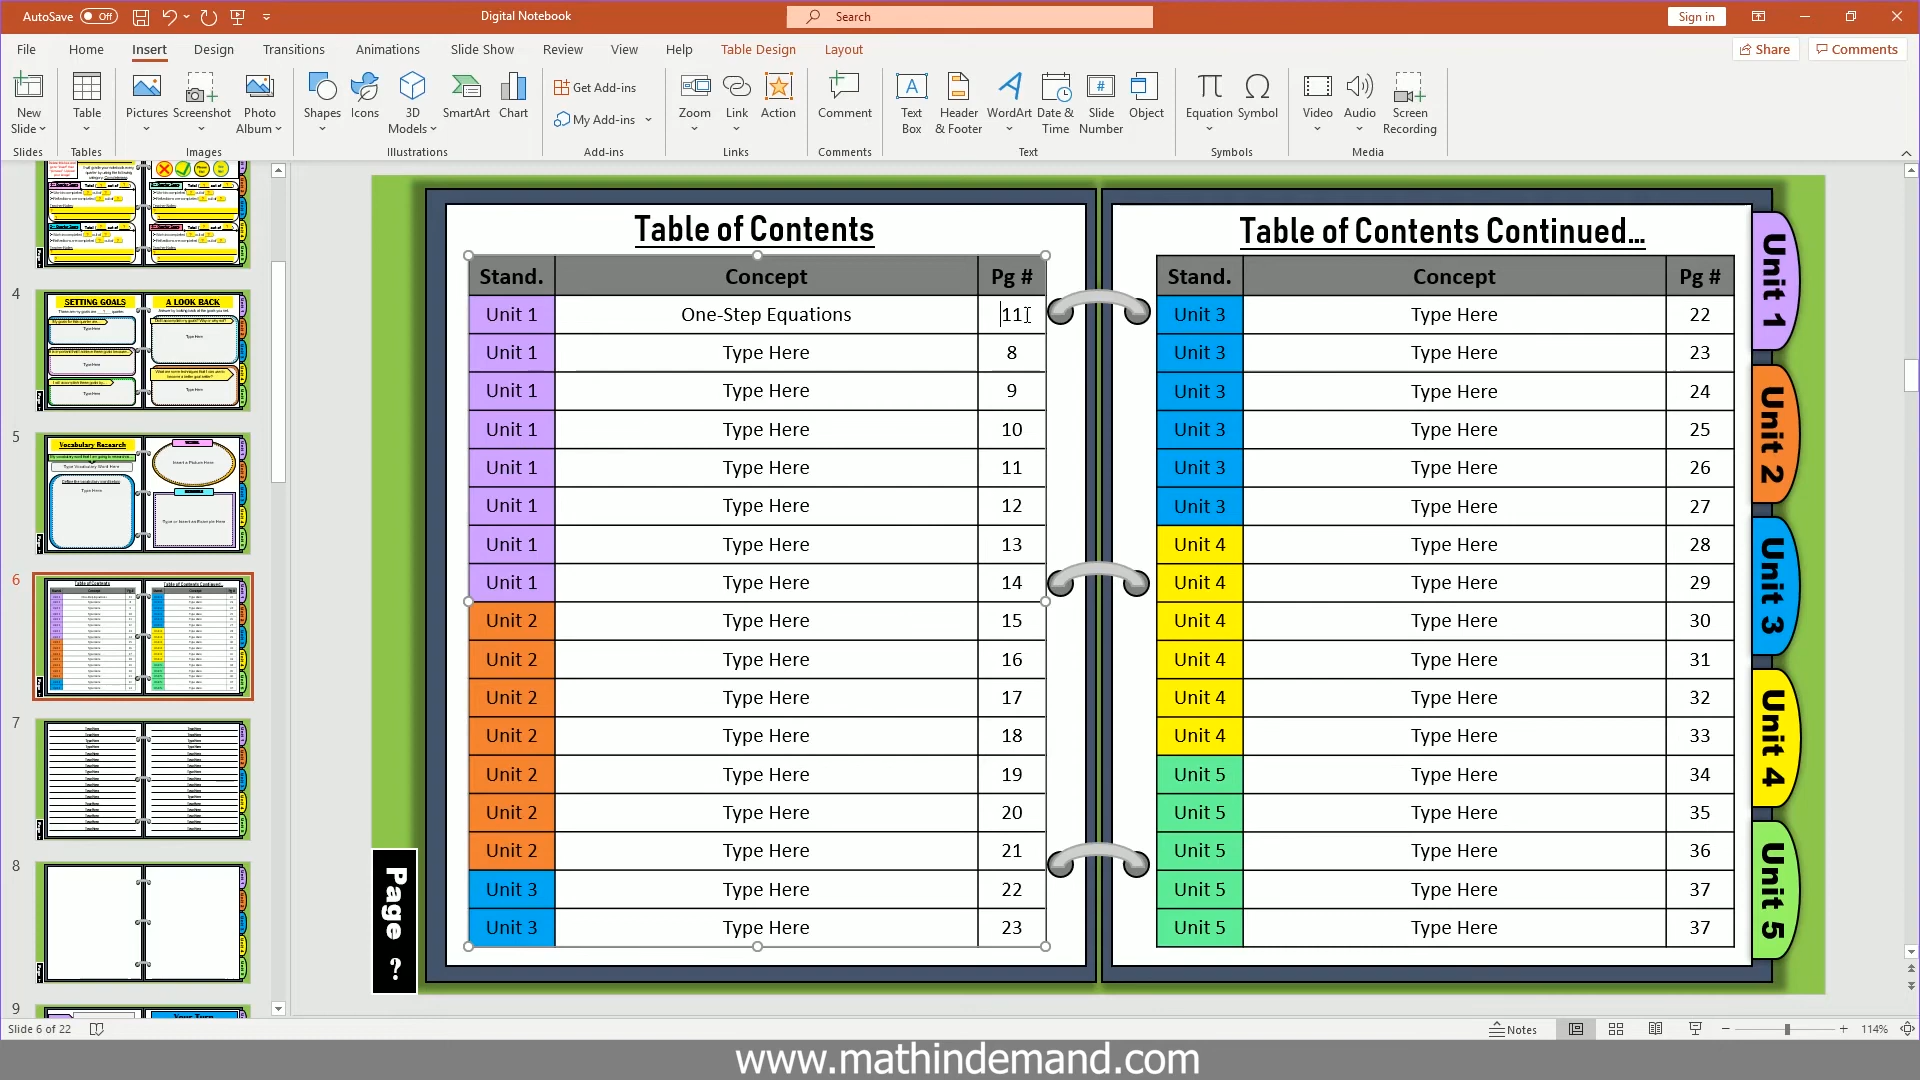 AutoSave Off
Digital Notebook
Search
Sign in
File Home Insert Design Transitions Animations Slide Show Review View Help Table Design Layout
Share Comments
New Slide
Table
Pictures
Screenshot
Photo Album
Shapes
Icons
3D Models
SmartArt
Chart
Get Add-ins
My Add-ins
Zoom
Link
Action
Comment
Text Box
Header & Footer
WordArt
Date & Time
Slide Number
Object
Equation
Symbol
Video
Audio
Screen Recording
Slides Tables Images Illustrations Add-ins Links Comments Text Symbols Media
4
SETTING GOALS
A LOOK BACK
5
Vocabulary Research
6
7
8
9
Your Turn
Table of Contents
Stand. Concept Pg #
Unit 1 One-Step Equations 11
Unit 1 Type Here 8
Unit 1 Type Here 9
Unit 1 Type Here 10
Unit 1 Type Here 11
Unit 1 Type Here 12
Unit 1 Type Here 13
Unit 1 Type Here 14
Unit 2 Type Here 15
Unit 2 Type Here 16
Unit 2 Type Here 17
Unit 2 Type Here 18
Unit 2 Type Here 19
Unit 2 Type Here 20
Unit 2 Type Here 21
Unit 3 Type Here 22
Unit 3 Type Here 23
Page ?
Table of Contents Continued...
Stand. Concept Pg #
Unit 3 Type Here 22
Unit 3 Type Here 23
Unit 3 Type Here 24
Unit 3 Type Here 25
Unit 3 Type Here 26
Unit 3 Type Here 27
Unit 4 Type Here 28
Unit 4 Type Here 29
Unit 4 Type Here 30
Unit 4 Type Here 31
Unit 4 Type Here 32
Unit 4 Type Here 33
Unit 5 Type Here 34
Unit 5 Type Here 35
Unit 5 Type Here 36
Unit 5 Type Here 37
Unit 5 Type Here 37
Unit 1
Unit 2
Unit 3
Unit 4
Unit 5
Slide 6 of 22
Notes
114%
www.mathindemand.com